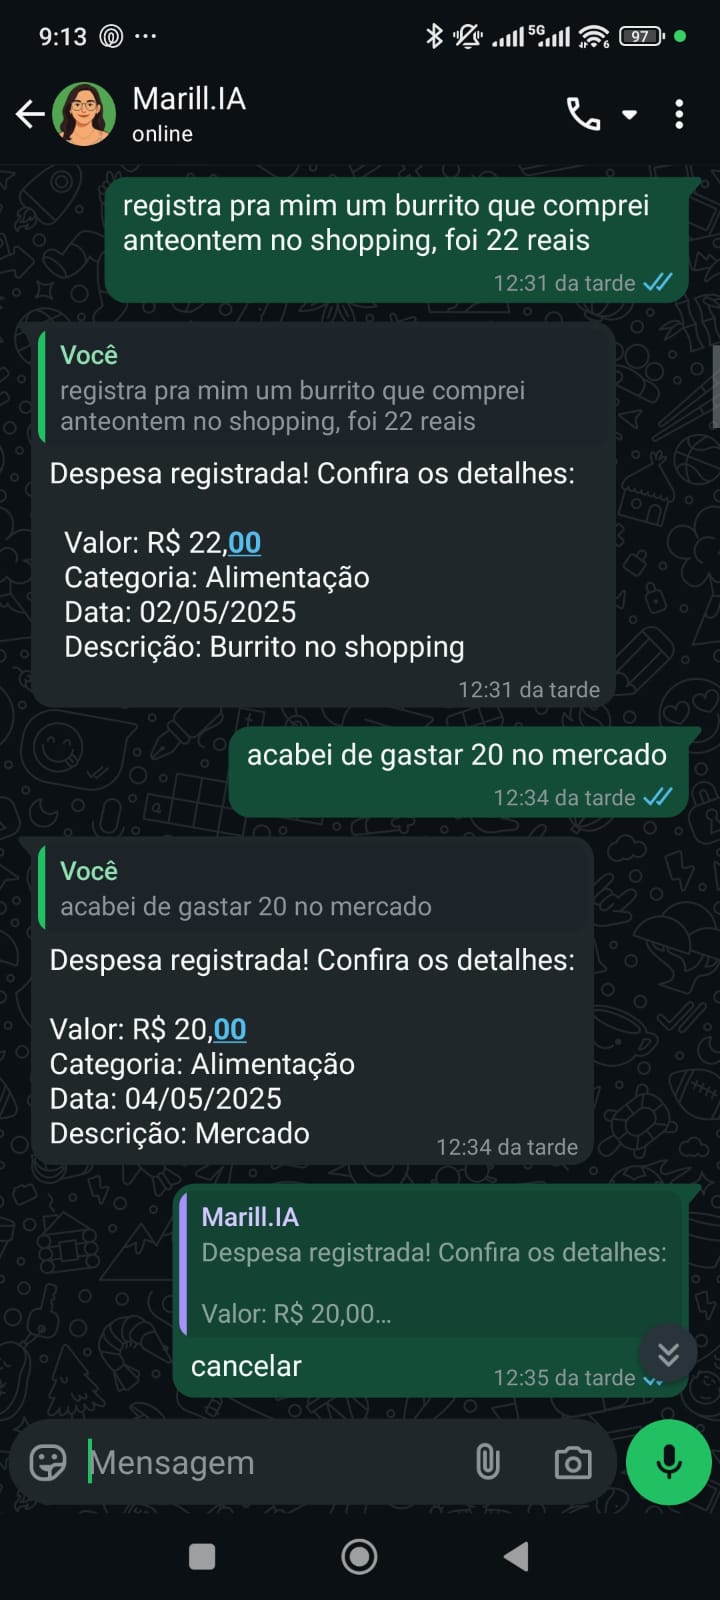 9:13
5G
6
97
Marill.IA
online
registra pra mim um burrito que comprei
anteontem no shopping, foi 22 reais
12:31 da tarde
Você
registra pra mim um burrito que comprei
anteontem no shopping, foi 22 reais
Despesa registrada! Confira os detalhes:
Valor: R$ 22,00
Categoria: Alimentação
Data: 02/05/2025
Descrição: Burrito no shopping
12:31 da tarde
acabei de gastar 20 no mercado
12:34 da tarde
Você
acabei de gastar 20 no mercado
Despesa registrada! Confira os detalhes:
Valor: R$ 20,00
Categoria: Alimentação
Data: 04/05/2025
Descrição: Mercado
12:34 da tarde
Marill.IA
Despesa registrada! Confira os detalhes:
Valor: R$ 20,00...
cancelar
12:35 da tarde
Mensagem